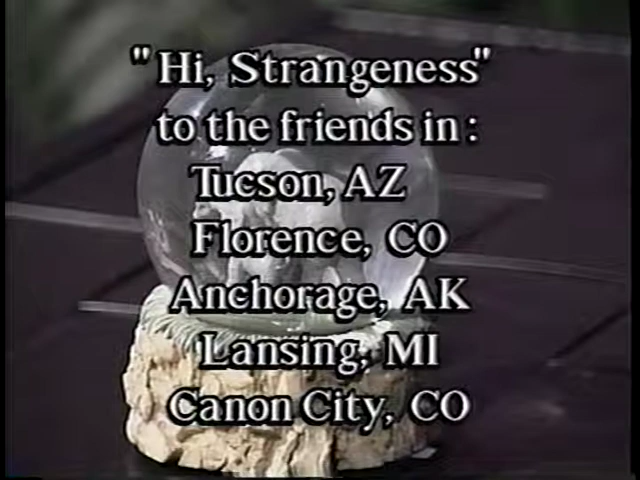 "Hi, Strangeness"
to the friends in:
Tucson, AZ
Florence, CO
Anchorage, AK
Lansing, MI
Canon City, CO